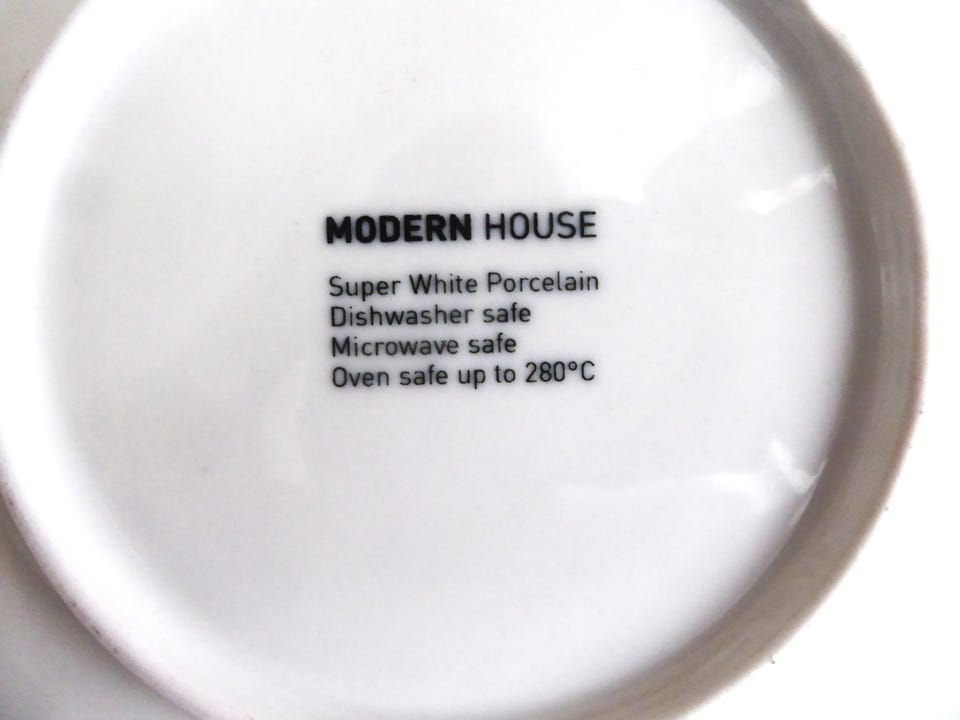 MODERN HOUSE
Super White Porcelain
Dishwasher safe
Microwave safe
Oven safe up to 280°C